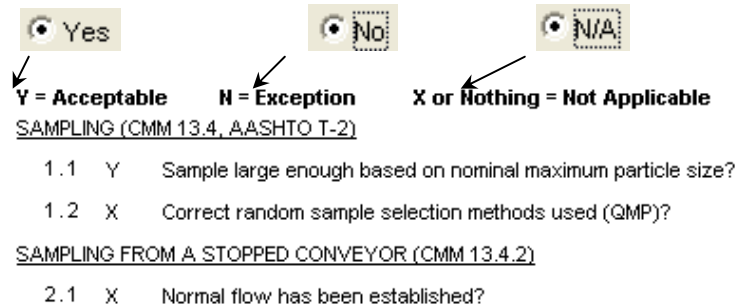 Yes No N/A
Y = Acceptable N = Exception X or Nothing = Not Applicable
SAMPLING (CMM 13.4, AASHTO T-2)
1.1 Y Sample large enough based on nominal maximum particle size?
1.2 X Correct random sample selection methods used (QMP)?
SAMPLING FROM A STOPPED CONVEYOR (CMM 13.4.2)
2.1 X Normal flow has been established?